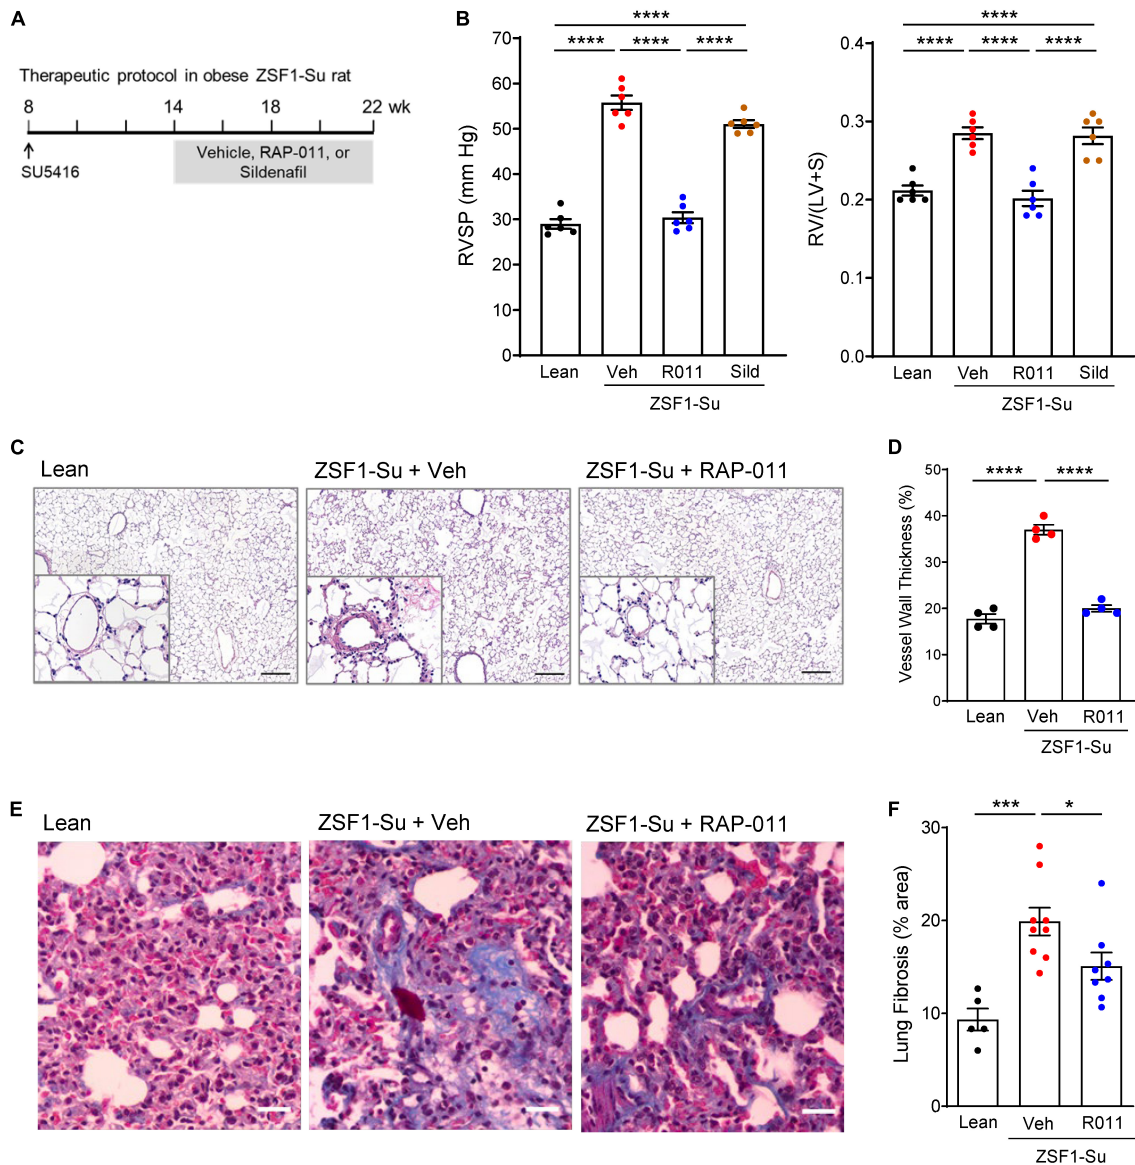 A
Therapeutic protocol in obese ZSF1-Su rat
8 14 18 22 wk
SU5416
Vehicle, RAP-011, or
Sildenafil
B
**** 
**** **** ****
70
60
50
40
30
20
10
0
RVSP (mm Hg)
Lean Veh R011 Sild
ZSF1-Su
****
**** **** ****
0.4
0.3
0.2
0.1
0.0
RV/(LV+S)
Lean Veh R011 Sild
ZSF1-Su
C
Lean
ZSF1-Su + Veh
ZSF1-Su + RAP-011
D
**** ****
50
40
30
20
10
0
Vessel Wall Thickness (%)
Lean Veh R011
ZSF1-Su
E
Lean
ZSF1-Su + Veh
ZSF1-Su + RAP-011
F
*** *
30
20
10
0
Lung Fibrosis (% area)
Lean Veh R011
ZSF1-Su